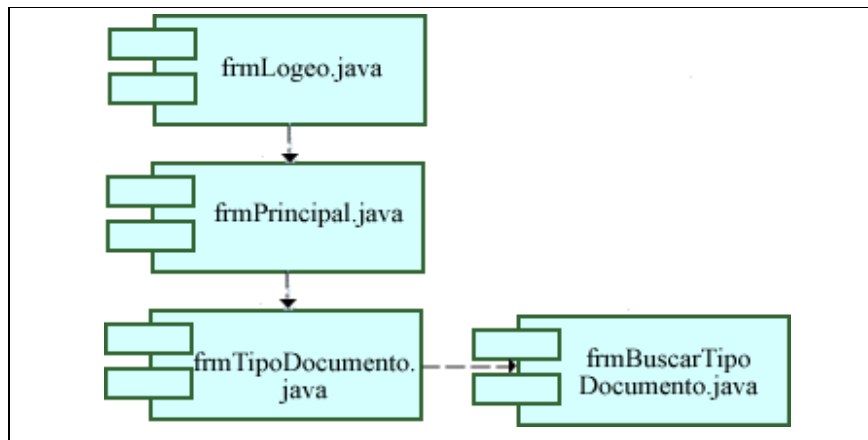 frmLogeo.java
frmPrincipal.java
frmTipoDocumento.
java
frmBuscarTipo
Documento.java